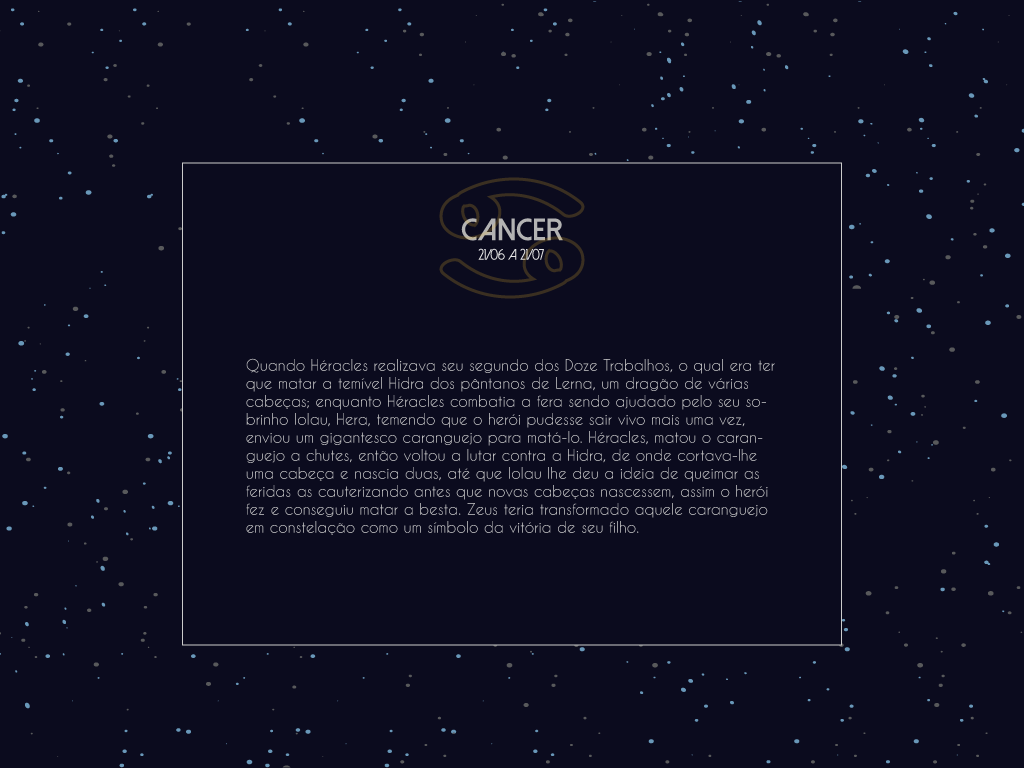 CANCER
21/06 A 21/07
Quando Héracles realizava seu segundo dos Doze Trabalhos, o qual era ter
que matar a temível Hidra dos pântanos de Lerna, um dragão de várias
cabeças; enquanto Héracles combatia a fera sendo ajudado pelo seu so-
brinho Iolau, Hera, temendo que o herói pudesse sair vivo mais uma vez,
enviou um gigantesco caranguejo para matá-lo. Héracles, matou o caran-
guejo a chutes, então voltou a lutar contra a Hidra, de onde cortava-lhe
uma cabeça e nascia duas, até que Iolau lhe deu a ideia de queimar as
feridas as cauterizando antes que novas cabeças nascessem, assim o herói
fez e conseguiu matar a besta. Zeus teria transformado aquele caranguejo
em constelação como um símbolo da vitória de seu filho.